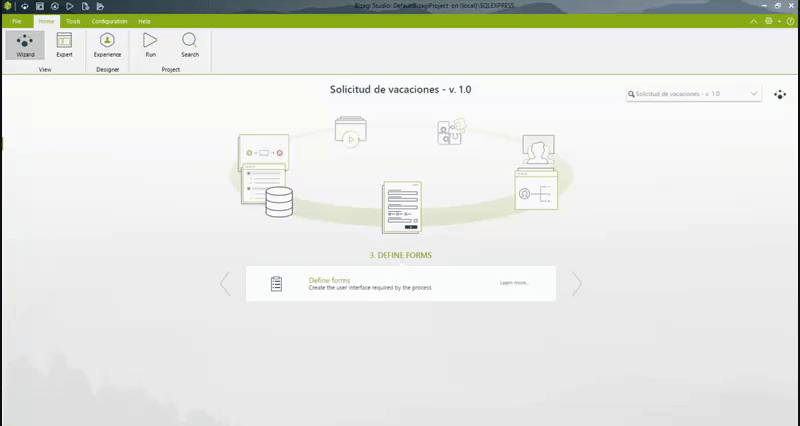 Bizagi Studio: DefaultBizagiProject on (local)\SQLEXPRESS
File Home Tools Configuration Help
Wizard Expert Experience Run Search
View Designer Project
Solicitud de vacaciones - v. 1.0
Solicitud de vacaciones - v. 1.0
3. DEFINE FORMS
Define forms
Create the user interface required by the process
Learn more...